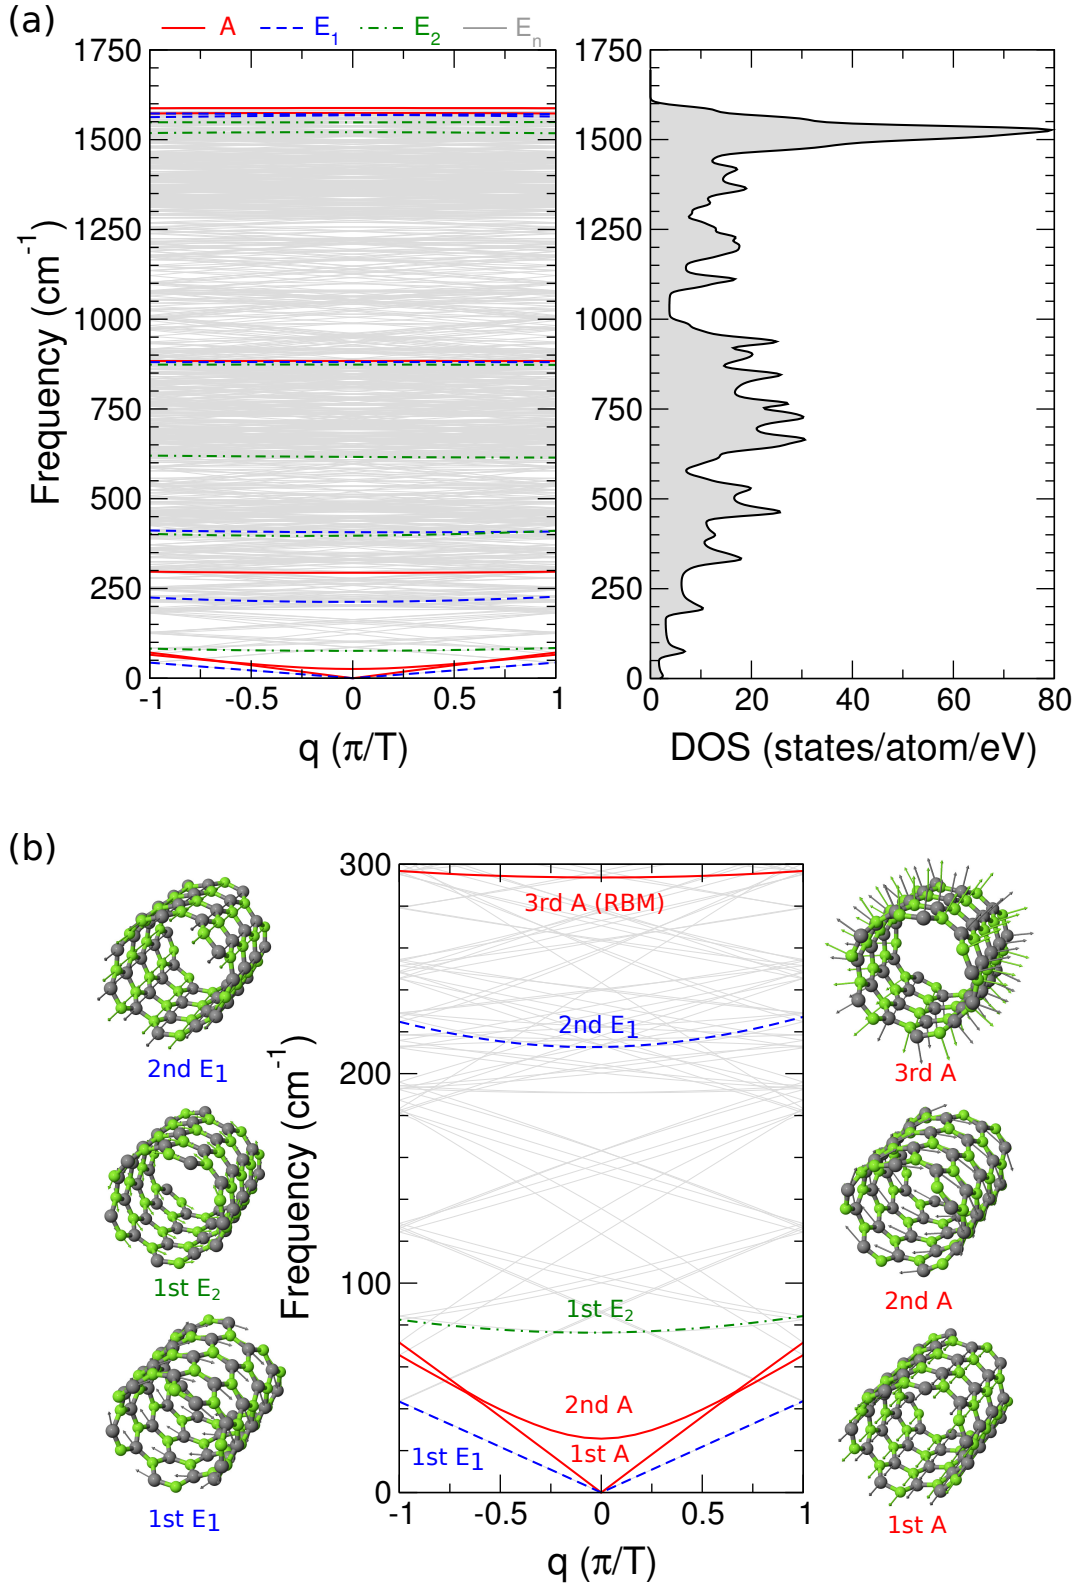 (a)
A E1 E2 En
1750
1500
1250
1000
750
500
250
0
Frequency (cm-1)
-1 -0.5 0 0.5 1
q (π/T)
1750
1500
1250
1000
750
500
250
0
0 20 40 60 80
DOS (states/atom/eV)
(b)
2nd E1
1st E2
1st E1
300
200
100
0
Frequency (cm-1)
3rd A (RBM)
2nd E1
1st E2
2nd A
1st A
1st E1
-1 -0.5 0 0.5 1
q (π/T)
3rd A
2nd A
1st A